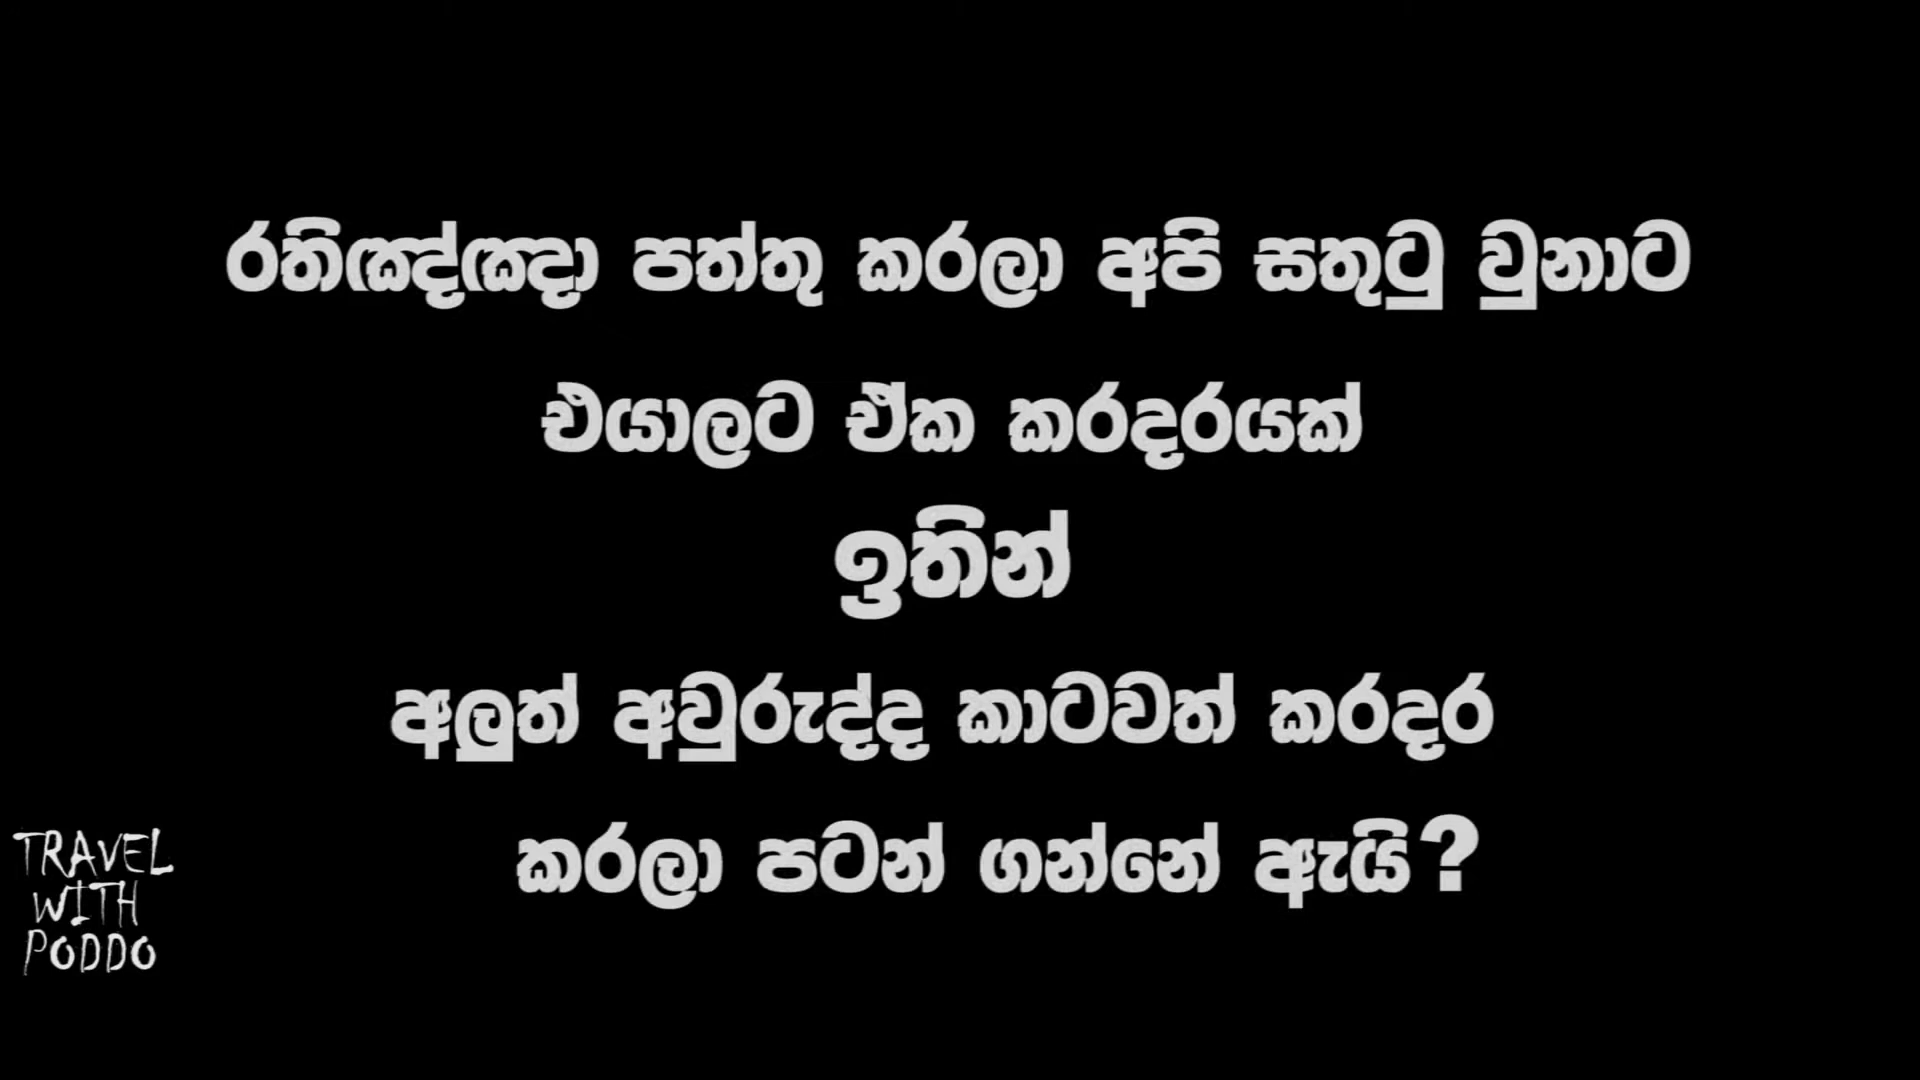 රතිඤ්ඤා පත්තු කරලා අපි සතුටු වුනාට
එයාලට ඒක කරදරයක්
ඉතින්
අලුත් අවුරුද්ද කාටවත් කරදර
කරලා පටන් ගන්නේ ඇයි?
TRAVEL
WITH
PODDO